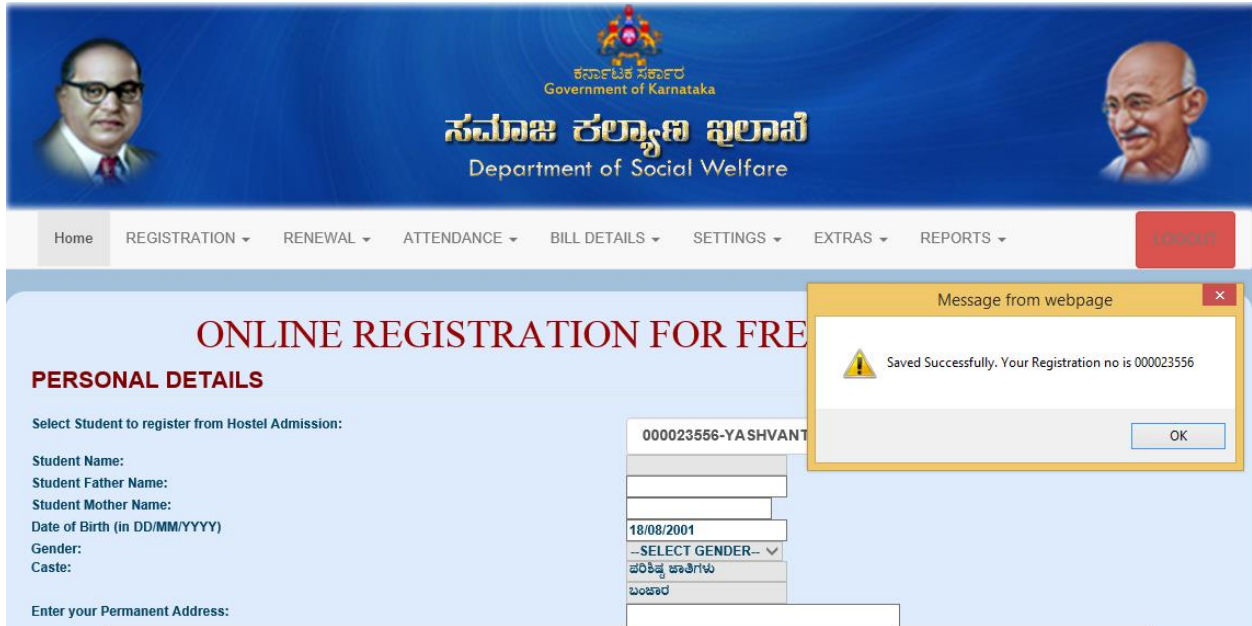 ಕರ್ನಾಟಕ ಸರ್ಕಾರ
Government of Karnataka
ಸಮಾಜ ಕಲ್ಯಾಣ ಇಲಾಖೆ
Department of Social Welfare
Home REGISTRATION RENEWAL ATTENDANCE BILL DETAILS SETTINGS EXTRAS REPORTS LOGOUT
Message from webpage
ONLINE REGISTRATION FOR FRE
Saved Successfully. Your Registration no is 000023556
PERSONAL DETAILS
Select Student to register from Hostel Admission:
000023556-YASHVANT
OK
Student Name:
Student Father Name:
Student Mother Name:
Date of Birth (in DD/MM/YYYY) 18/08/2001
Gender: --SELECT GENDER--
Caste: ಪರಿಶಿಷ್ಟ ಜಾತಿಗಳು
ಬಂಜಾರ
Enter your Permanent Address: